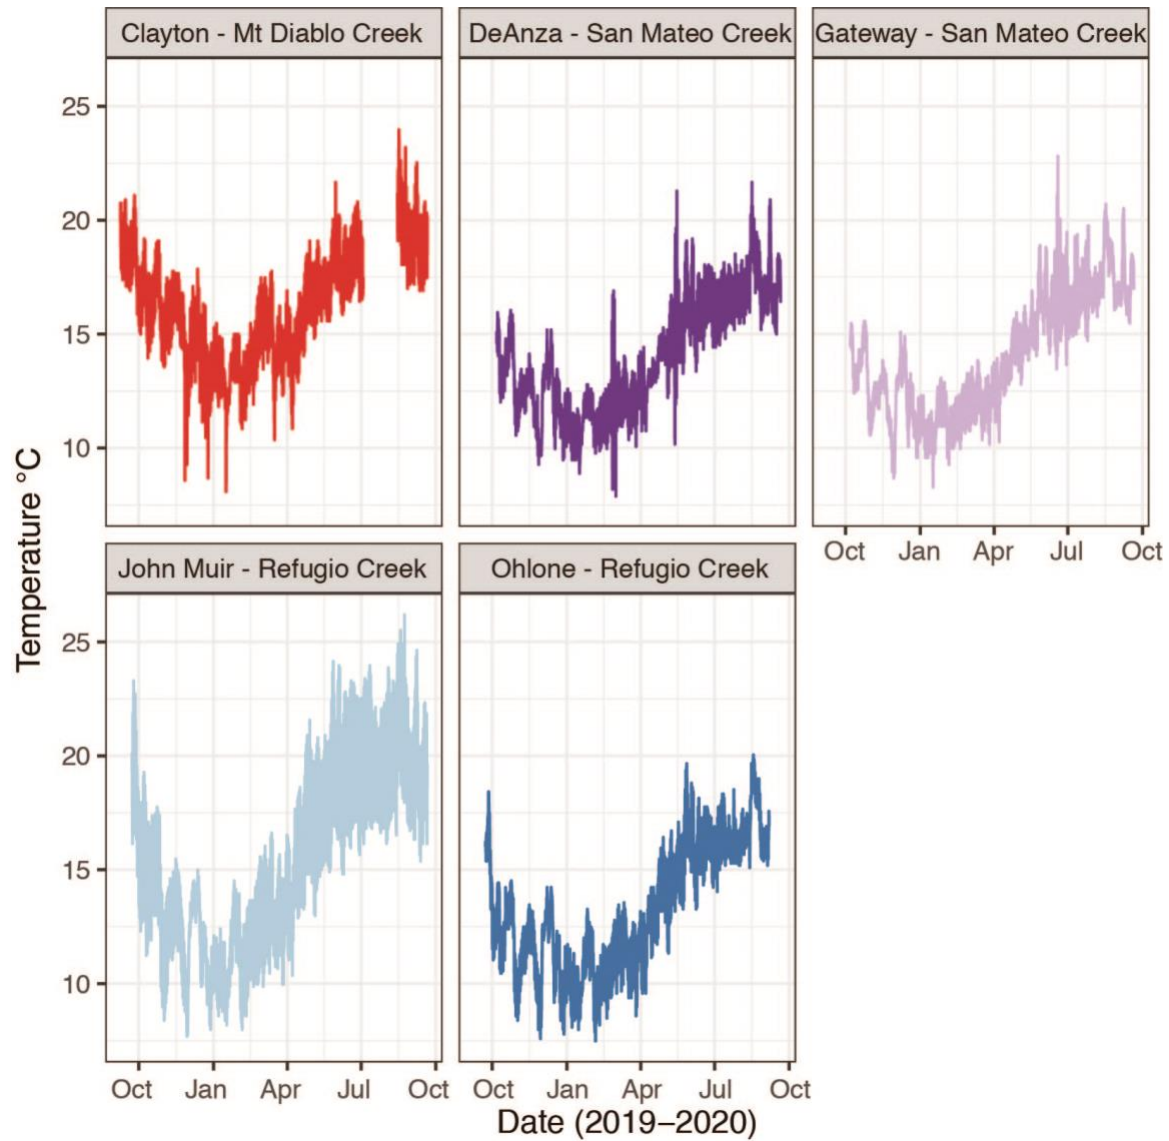 Clayton - Mt Diablo Creek
DeAnza - San Mateo Creek
Gateway - San Mateo Creek
25
20
15
10
Oct Jan Apr Jul Oct
John Muir - Refugio Creek
Ohlone - Refugio Creek
Temperature °C
25
20
15
10
Oct Jan Apr Jul Oct
Oct Jan Apr Jul Oct
Date (2019–2020)